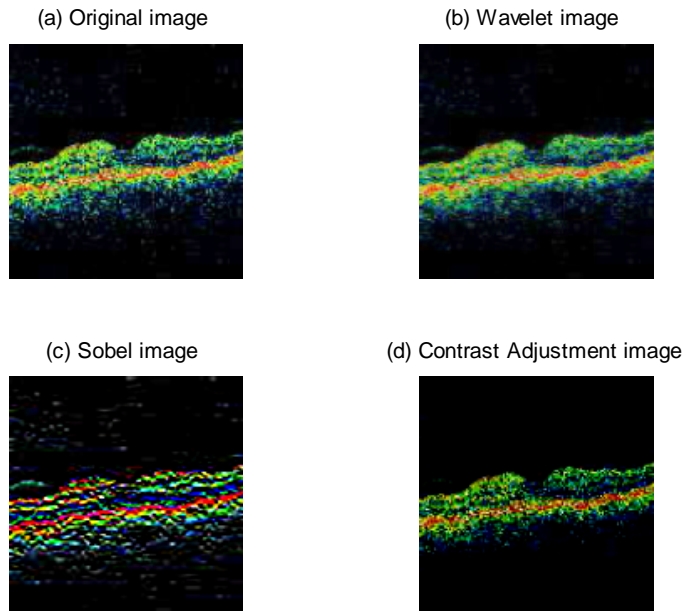 (a) Original image
(b) Wavelet image
(c) Sobel image
(d) Contrast Adjustment image